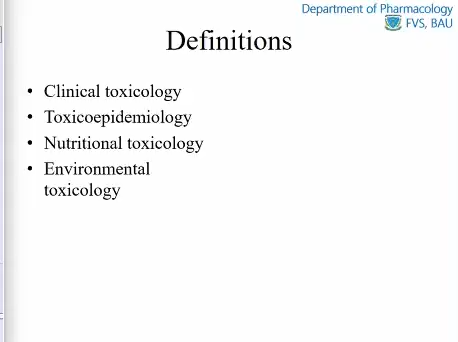 Department of Pharmacology
FVS, BAU
Definitions
• Clinical toxicology
• Toxicoepidemiology
• Nutritional toxicology
• Environmental
toxicology